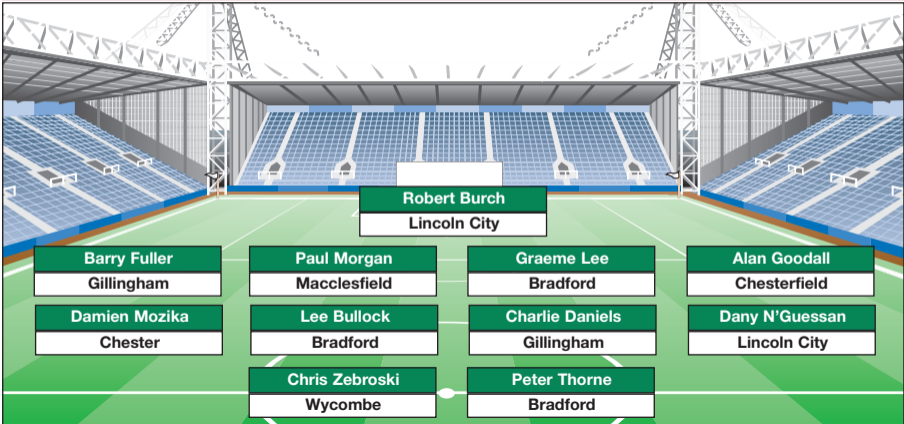 Robert Burch
Lincoln City
Barry Fuller
Gillingham
Paul Morgan
Macclesfield
Graeme Lee
Bradford
Alan Goodall
Chesterfield
Damien Mozika
Chester
Lee Bullock
Bradford
Charlie Daniels
Gillingham
Dany N’Guessan
Lincoln City
Chris Zebroski
Wycombe
Peter Thorne
Bradford